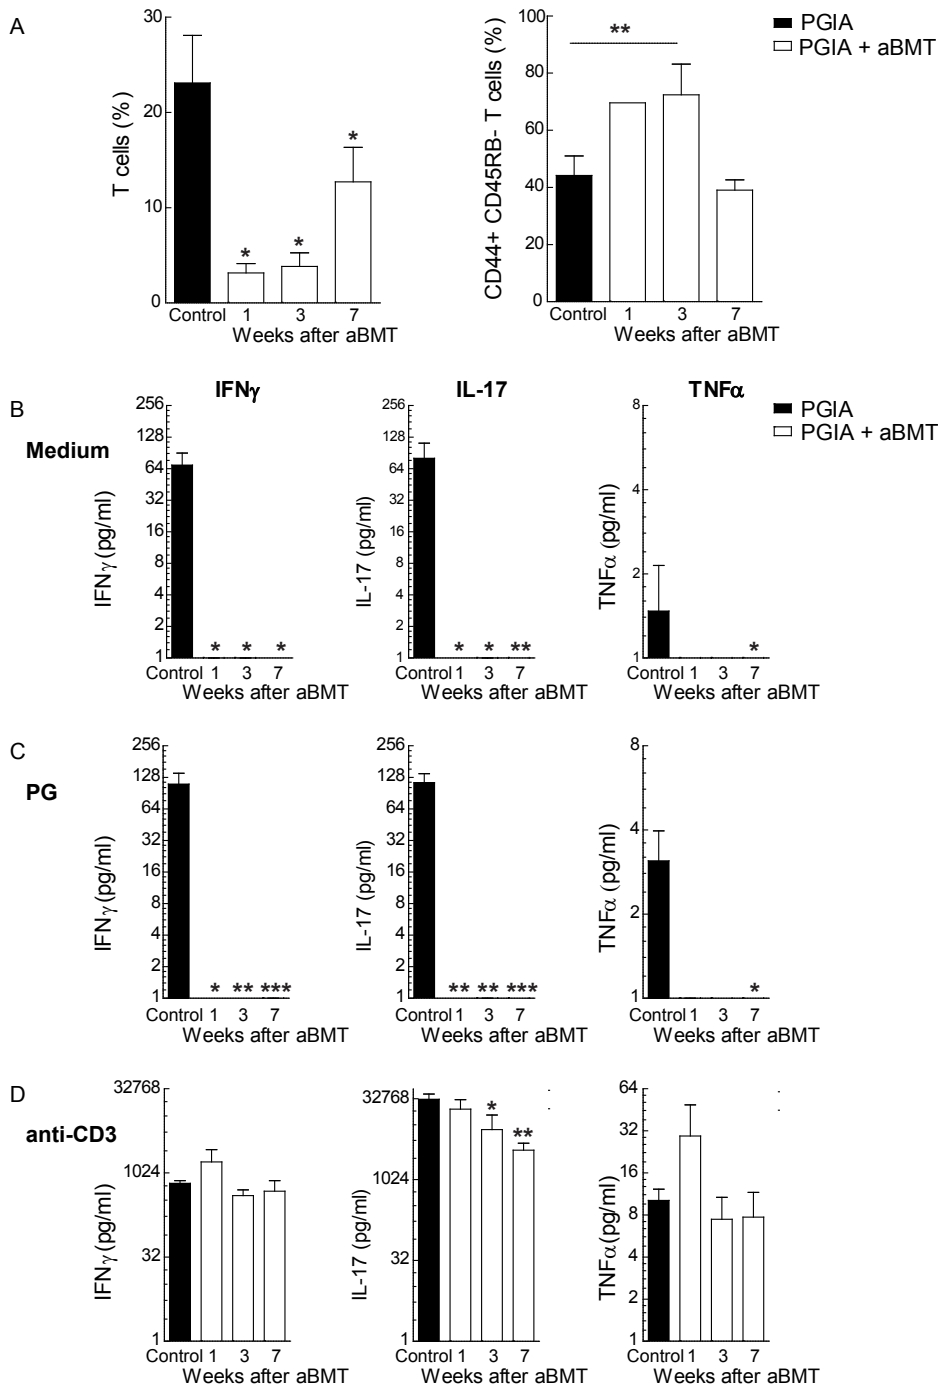 A
T cells (%)
30
20
10
0
*
*
*
Control 1 3 7
Weeks after aBMT
CD44+ CD45RB- T cells (%)
100
80
60
40
20
0
**
Control 1 3 7
Weeks after aBMT
PGIA
PGIA + aBMT
B
Medium
IFNγ
IFNγ (pg/ml)
256
128
64
32
16
8
4
2
1
* * *
Control 1 3 7
Weeks after aBMT
IL-17
IL-17 (pg/ml)
256
128
64
32
16
8
4
2
1
* * **
Control 1 3 7
Weeks after aBMT
TNFα
TNFα (pg/ml)
8
4
2
1
*
Control 1 3 7
Weeks after aBMT
PGIA
PGIA + aBMT
C
PG
IFNγ (pg/ml)
256
128
64
32
16
8
4
2
1
* ** ***
Control 1 3 7
Weeks after aBMT
IL-17 (pg/ml)
256
128
64
32
16
8
4
2
1
** ** ***
Control 1 3 7
Weeks after aBMT
TNFα (pg/ml)
8
4
2
1
*
Control 1 3 7
Weeks after aBMT
D
anti-CD3
IFNγ (pg/ml)
32768
1024
32
1
Control 1 3 7
Weeks after aBMT
IL-17 (pg/ml)
32768
1024
32
1
*
**
Control 1 3 7
Weeks after aBMT
TNFα(pg/ml)
64
32
16
8
4
2
1
Control 1 3 7
Weeks after aBMT